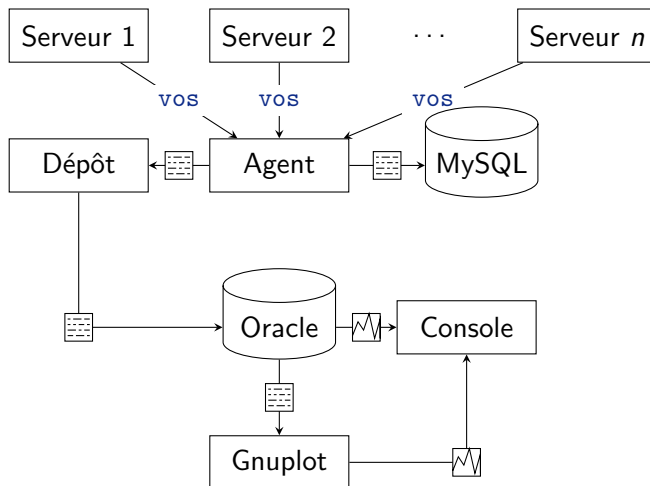 Serveur 1
Serveur 2
···
Serveur n
vos
vos
vos
Dépôt
Agent
MySQL
Oracle
Console
Gnuplot